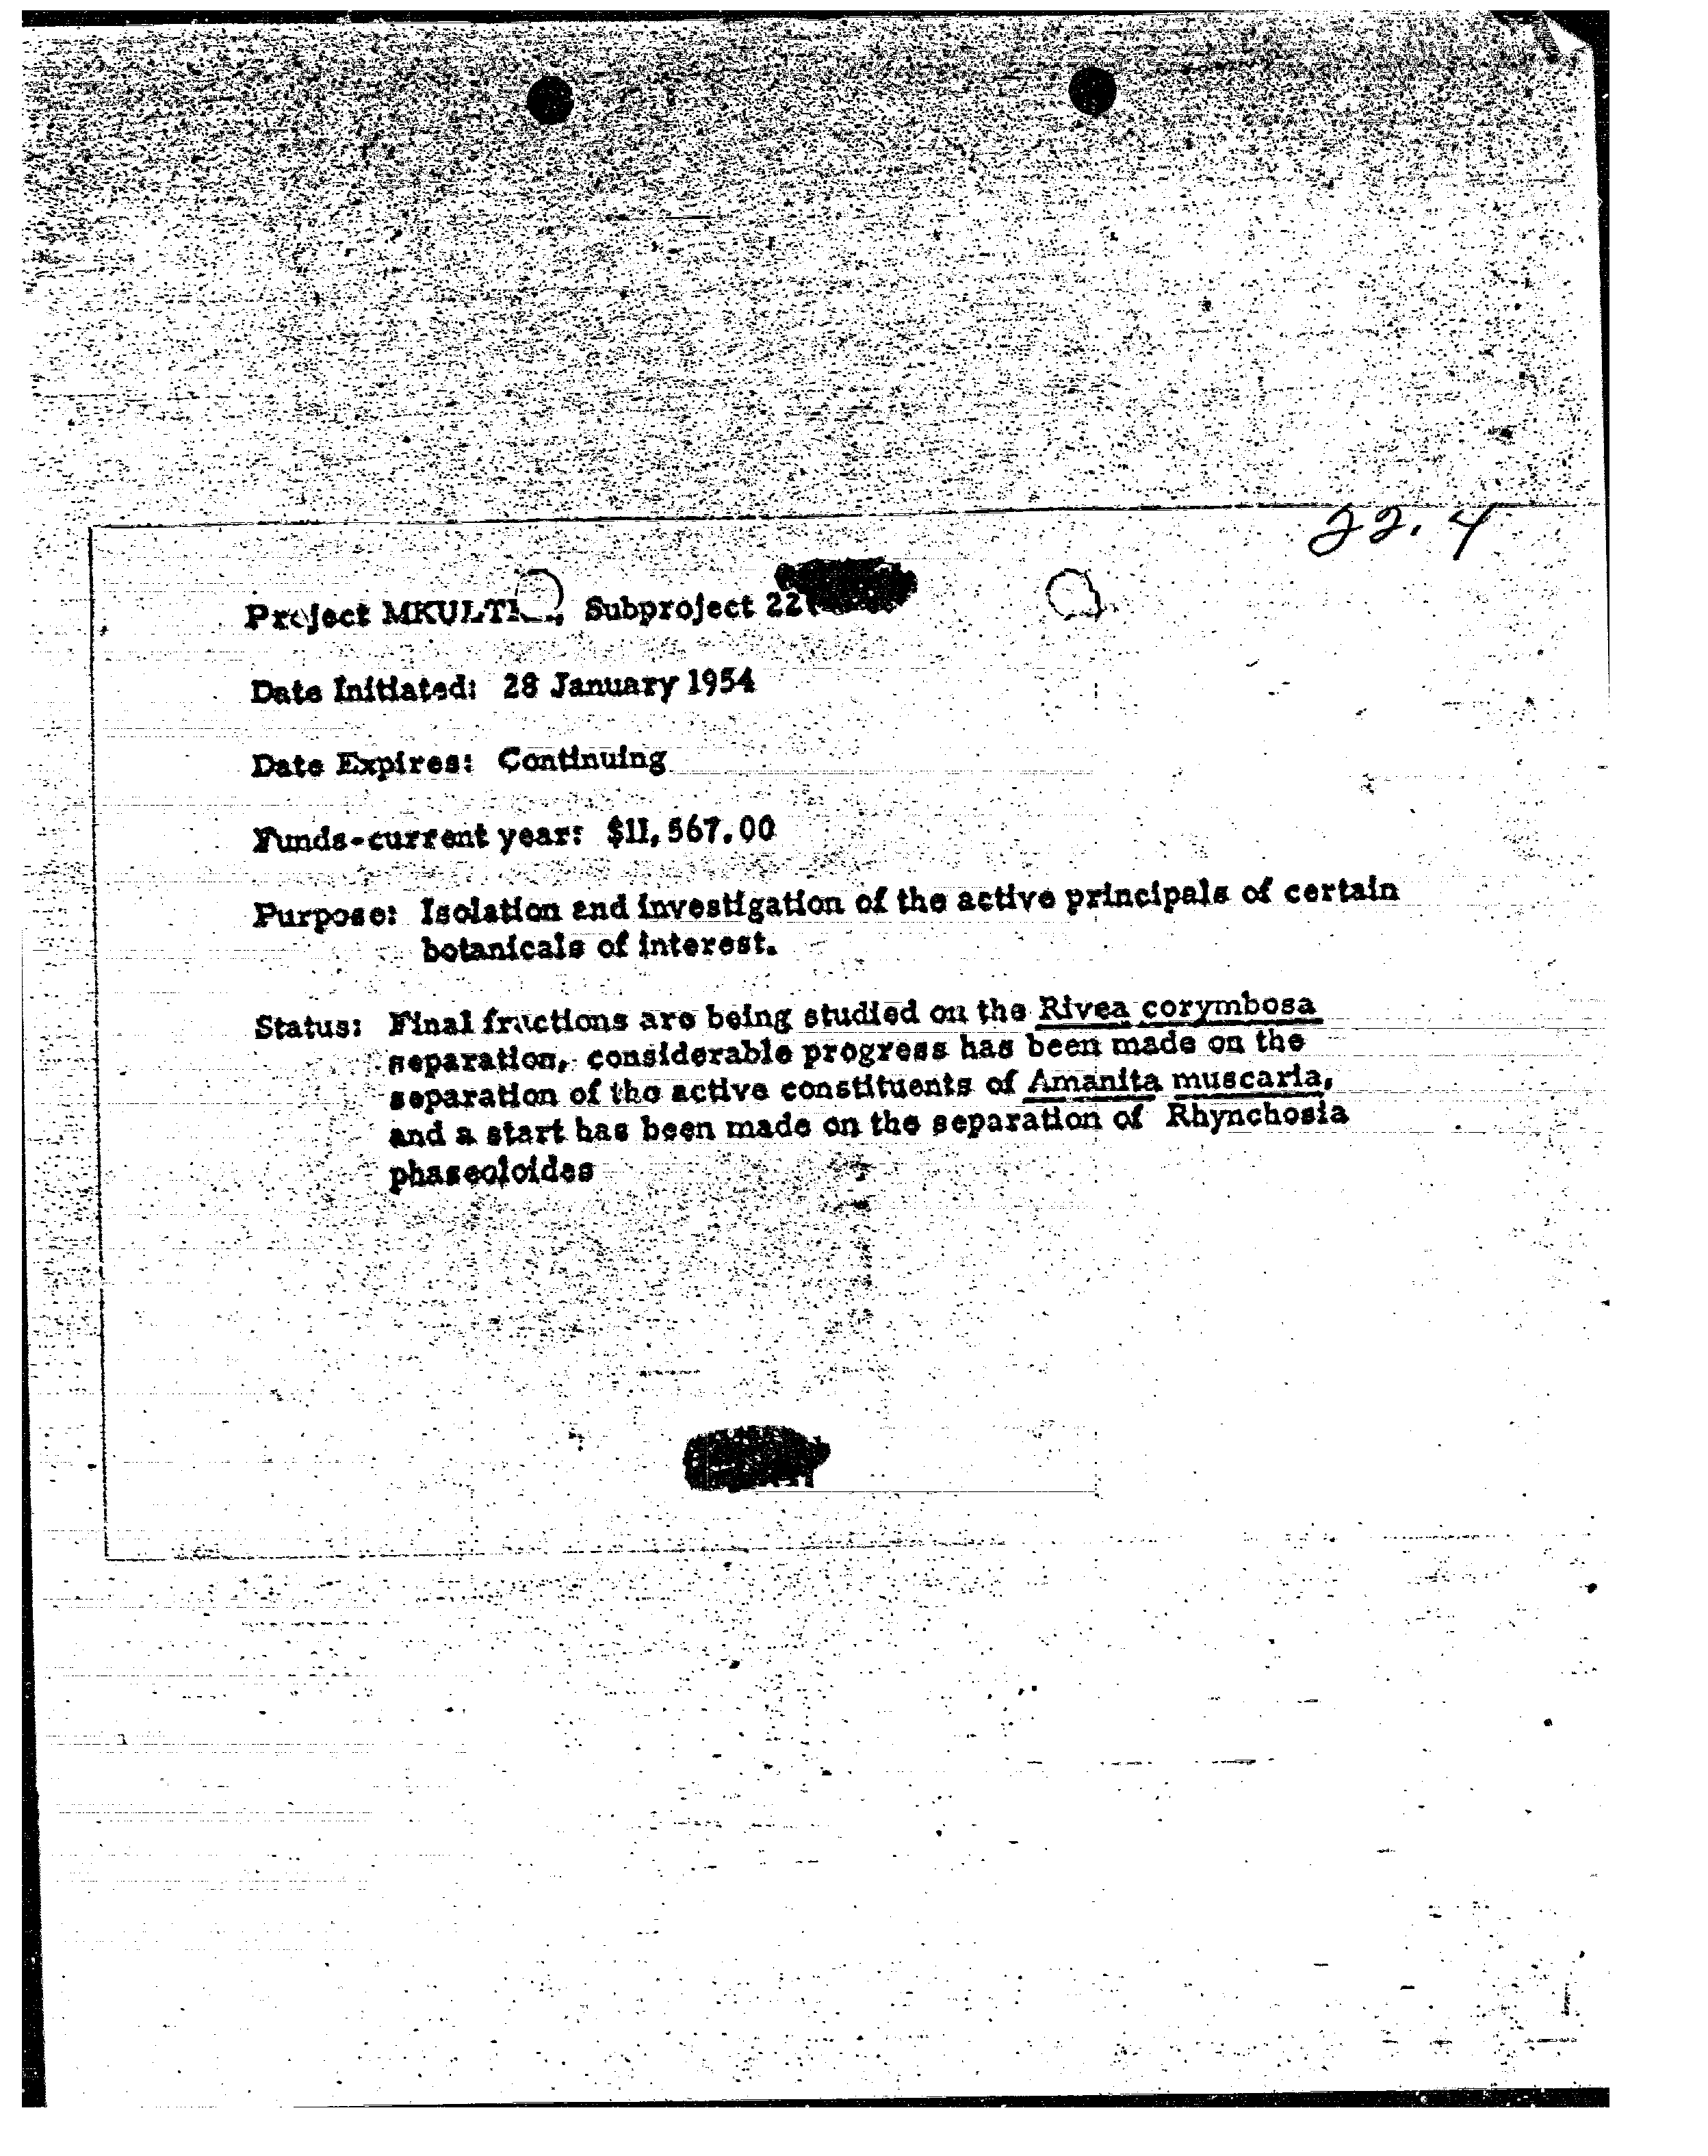 22.4
Project MKULT Subproject 22
Date Initiated: 28 January 1954
Date Expires: Continuing
Funds-current year: $11,567.00
Purpose: Isolation and investigation of the active principals of certain
botanicals of interest.
Status: Final fractions are being studied on the Rivea corymbosa
separation, considerable progress has been made on the
separation of the active constituents of Amanita muscaria,
and a start has been made on the separation of Rhynchosia
phaseoloides